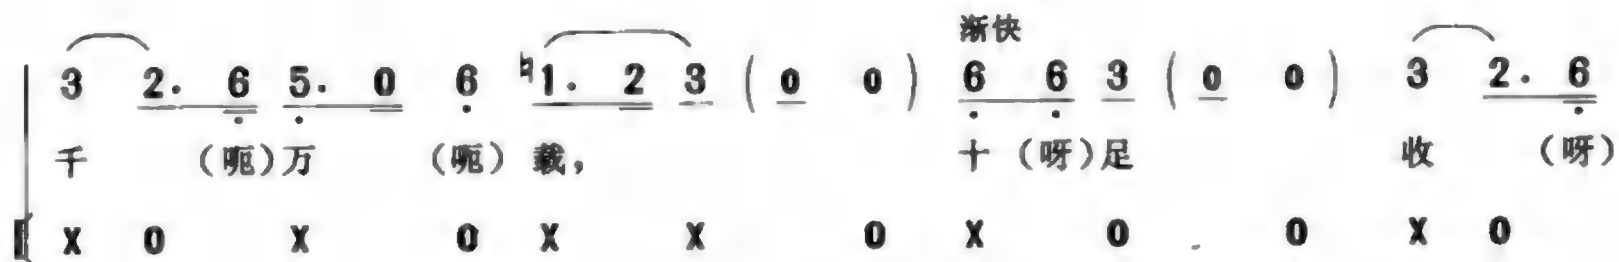 渐快
3 2. 6 5. 0 6 ♮1. 2 3 (0 0) 6 6 3 (0 0) 3 2. 6
千 (呃)万 (呃) 载, 十 (呀)足 收 (呀)
X 0 X 0 X X 0 X 0 0 X 0